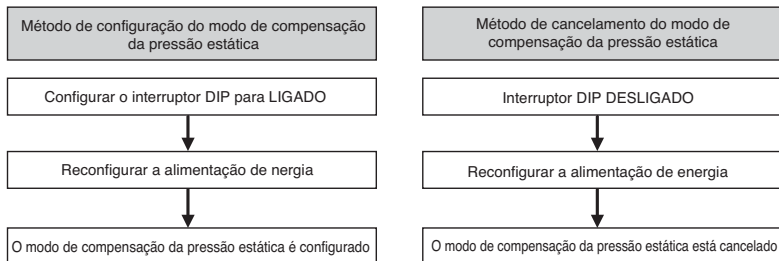 Método de configuração do modo de compensação
da pressão estática
Configurar o interruptor DIP para LIGADO
Reconfigurar a alimentação de nergia
O modo de compensação da pressão estática é configurado
Método de cancelamento do modo de
compensação da pressão estática
Interruptor DIP DESLIGADO
Reconfigurar a alimentação de energia
O modo de compensação da pressão estática está cancelado